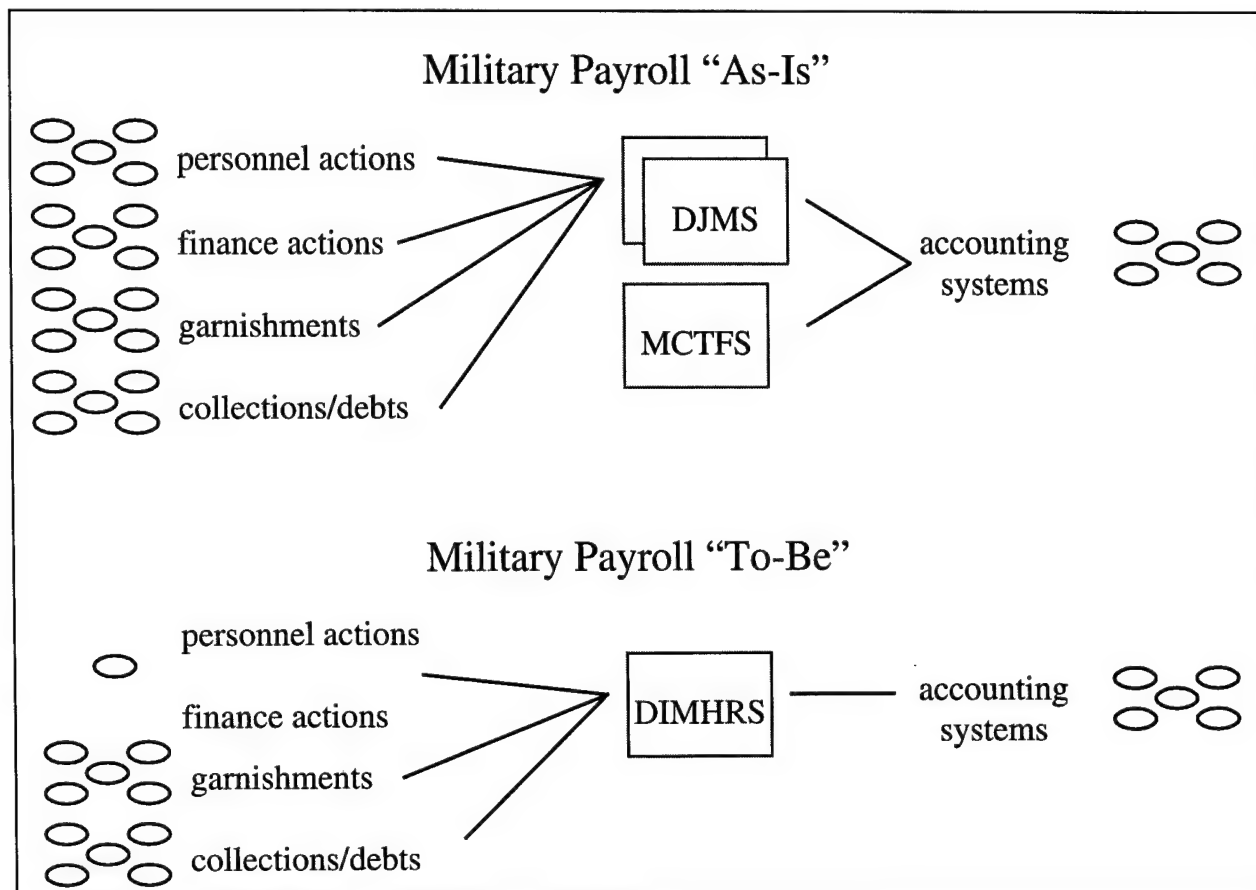 Military Payroll “As-Is”
personnel actions
finance actions
garnishments
collections/debts
DJMS
MCTFS
accounting
systems
Military Payroll “To-Be”
personnel actions
finance actions
garnishments
collections/debts
DIMHRS
accounting
systems